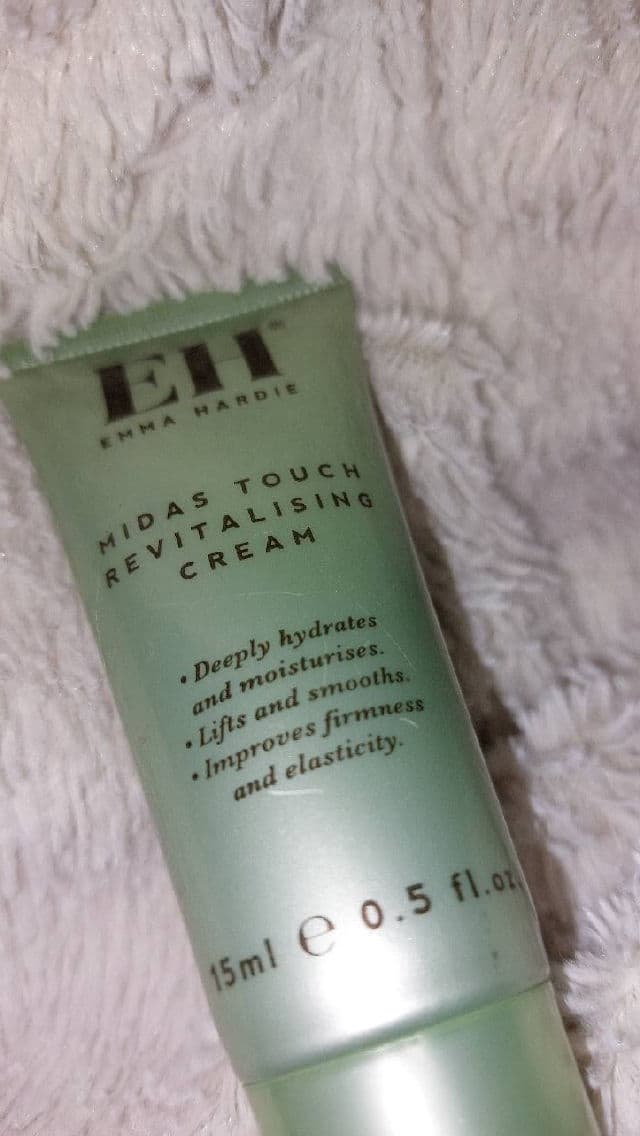 EH™
EMMA HARDIE
MIDAS TOUCH
REVITALISING
CREAM
• Deeply hydrates
and moisturises.
• Lifts and smooths.
• Improves firmness
and elasticity.
15ml e 0.5 fl.oz.